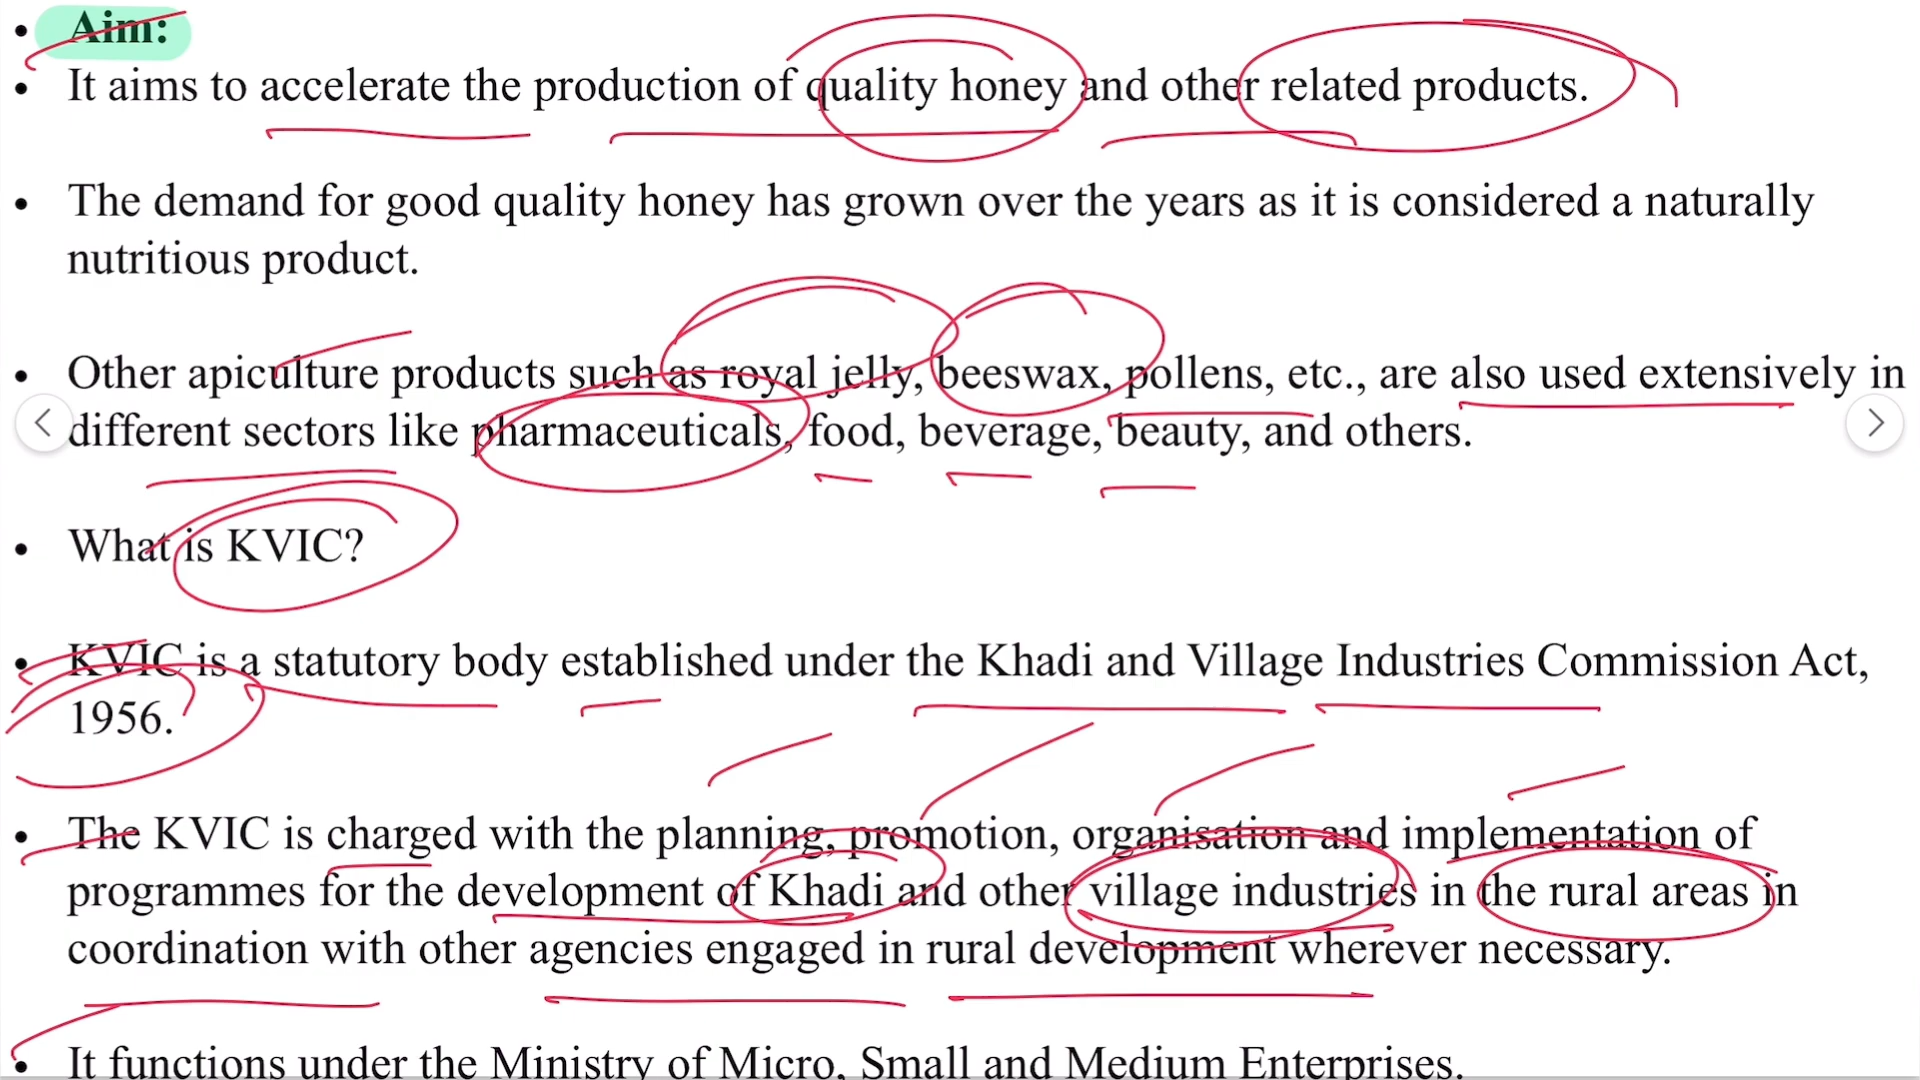 • Aim:
• It aims to accelerate the production of quality honey and other related products.
• The demand for good quality honey has grown over the years as it is considered a naturally
nutritious product.
• Other apiculture products such as royal jelly, beeswax, pollens, etc., are also used extensively in
different sectors like pharmaceuticals, food, beverage, beauty, and others.
• What is KVIC?
• KVIC is a statutory body established under the Khadi and Village Industries Commission Act,
1956.
• The KVIC is charged with the planning, promotion, organisation and implementation of
programmes for the development of Khadi and other village industries in the rural areas in
coordination with other agencies engaged in rural development wherever necessary.
• It functions under the Ministry of Micro, Small and Medium Enterprises.